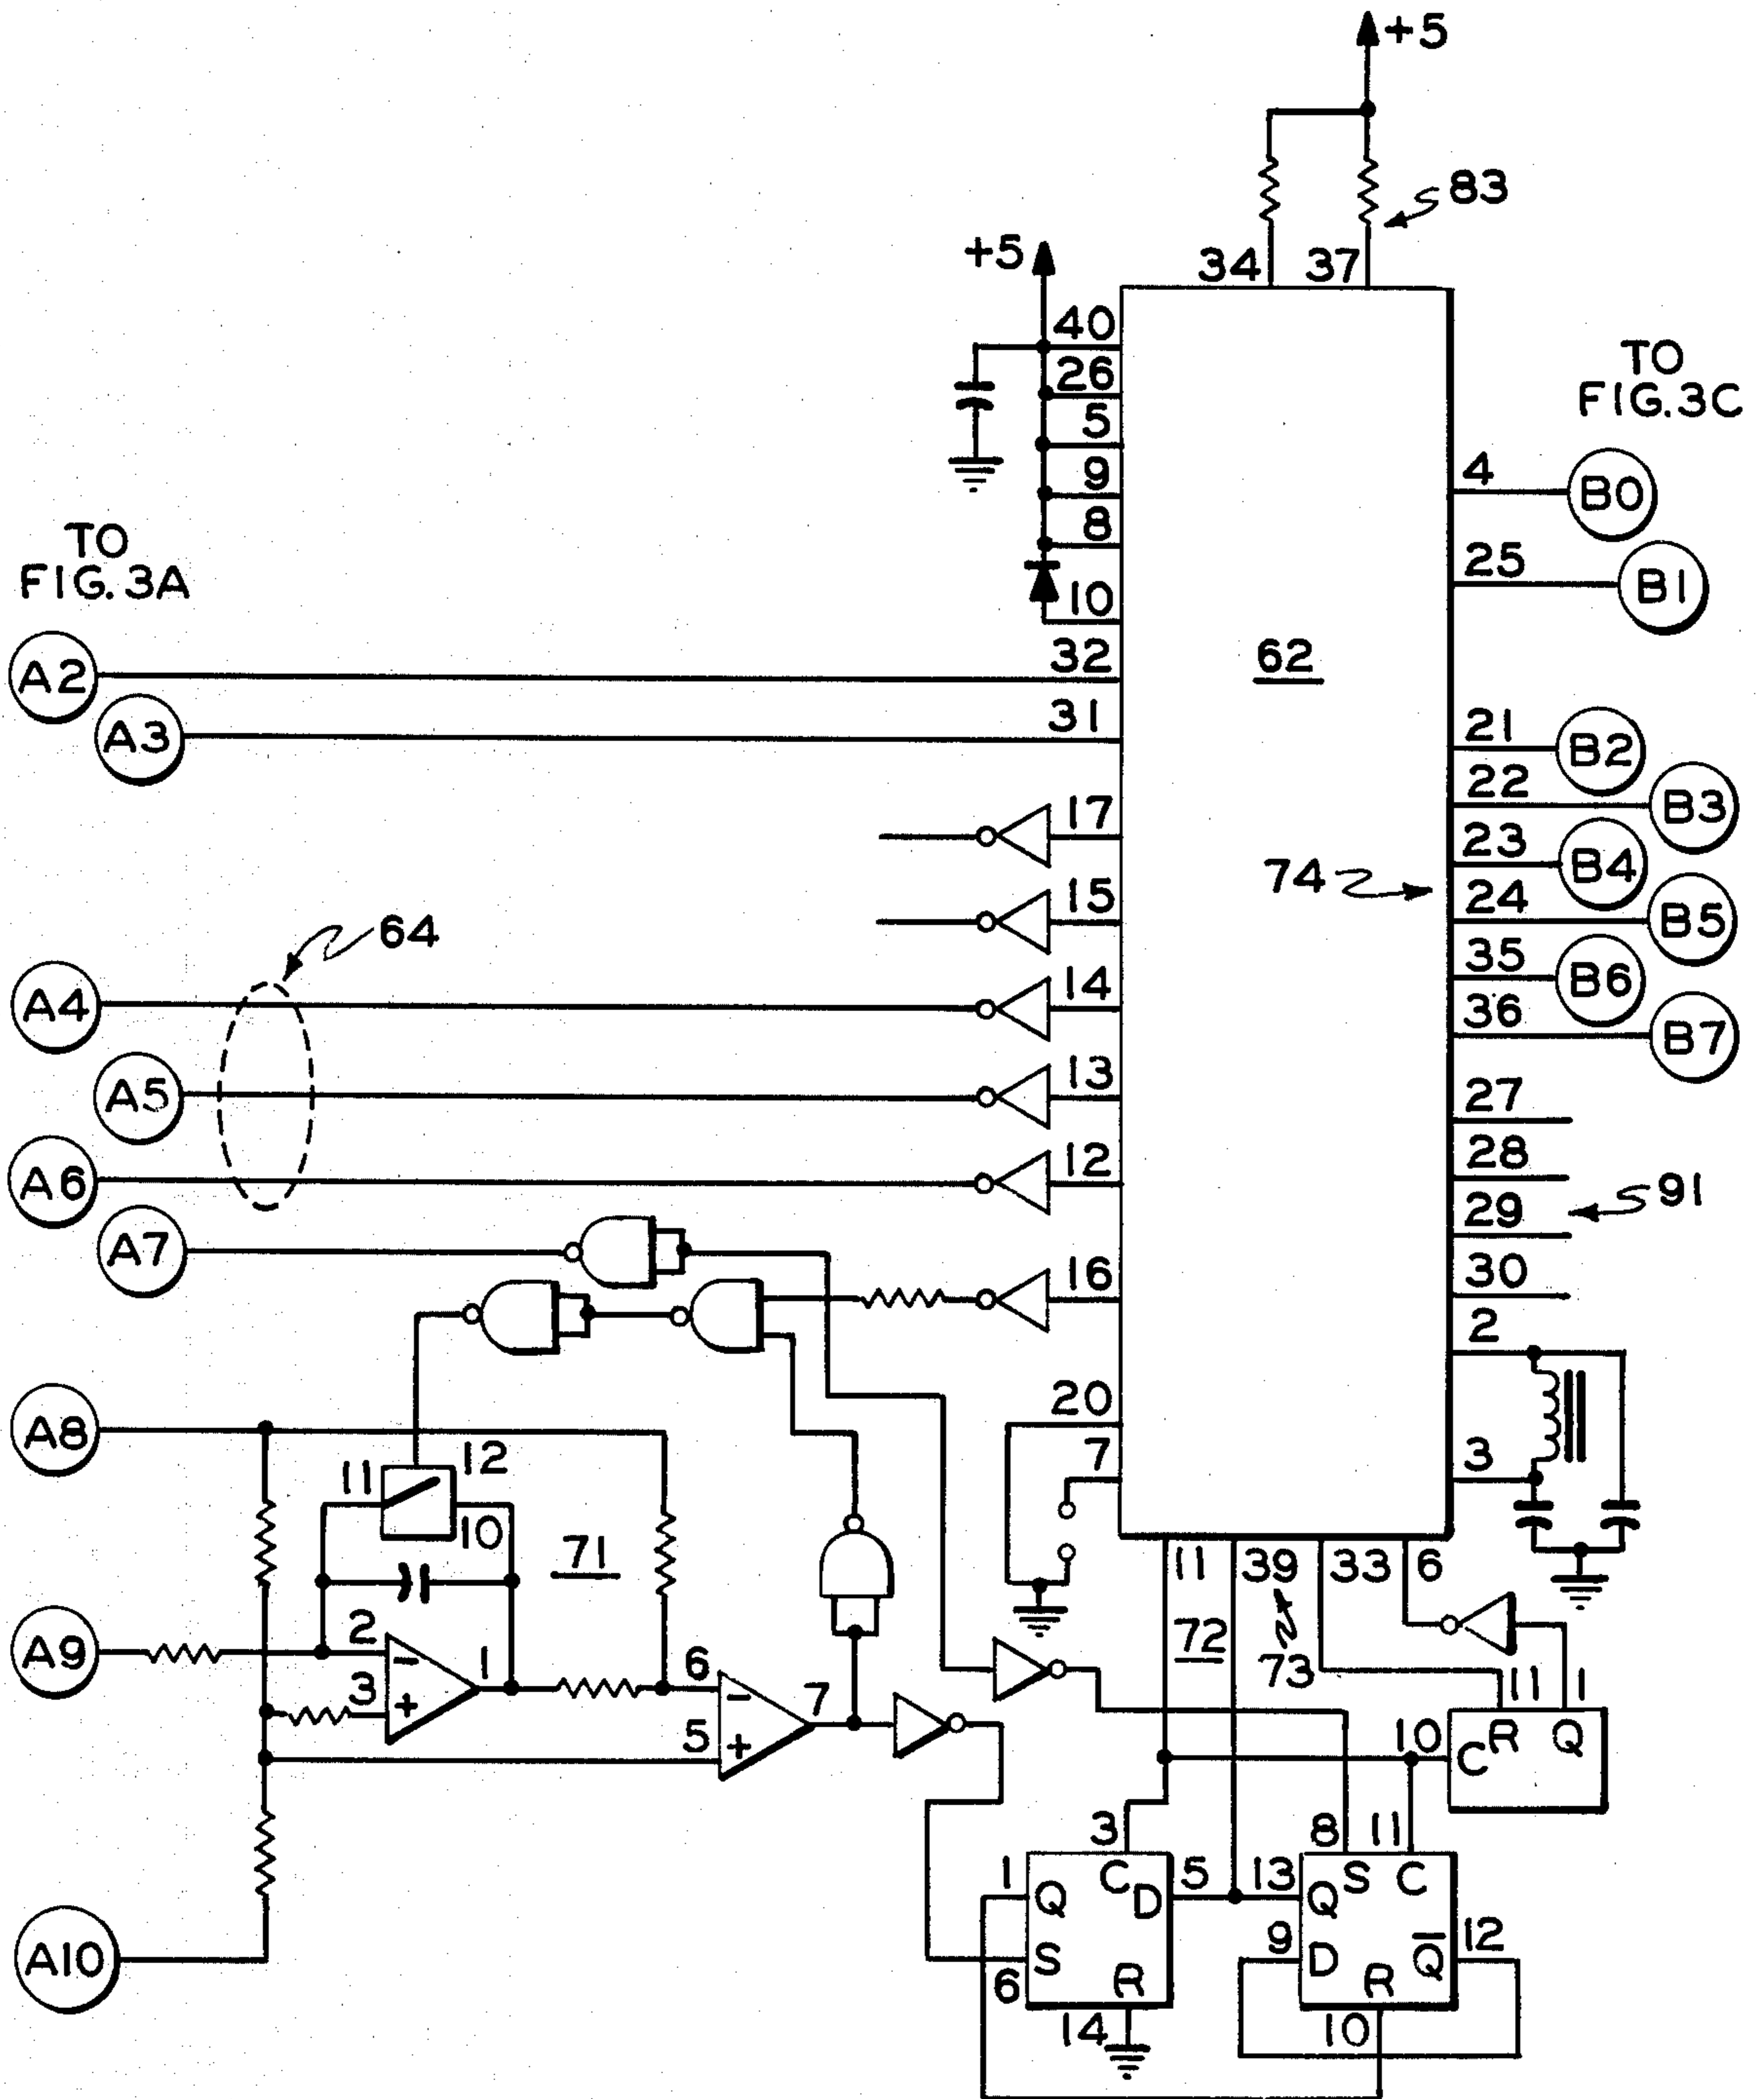 +5
83
34 37
+5
40
26
5
9
8
10
TO
FIG.3C
4 B0
25 B1
TO
FIG.3A
A2 32
A3 31
62
21 B2
22 B3
17
23 B4
74
15
24 B5
64
35 B6
A4 14
36 B7
A5 13
27
A6 12
28
91
29
A7
16
30
2
20
A8
7
3
11 12
10
71
11 39 33 6
72
73
A9
2
-
3
+
1
6
-
5
+
7
11 1
10 C R Q
3
8 11
1 Q C D 5
13 Q S C
9 D Q 12
6 S R
R
14
10
A10